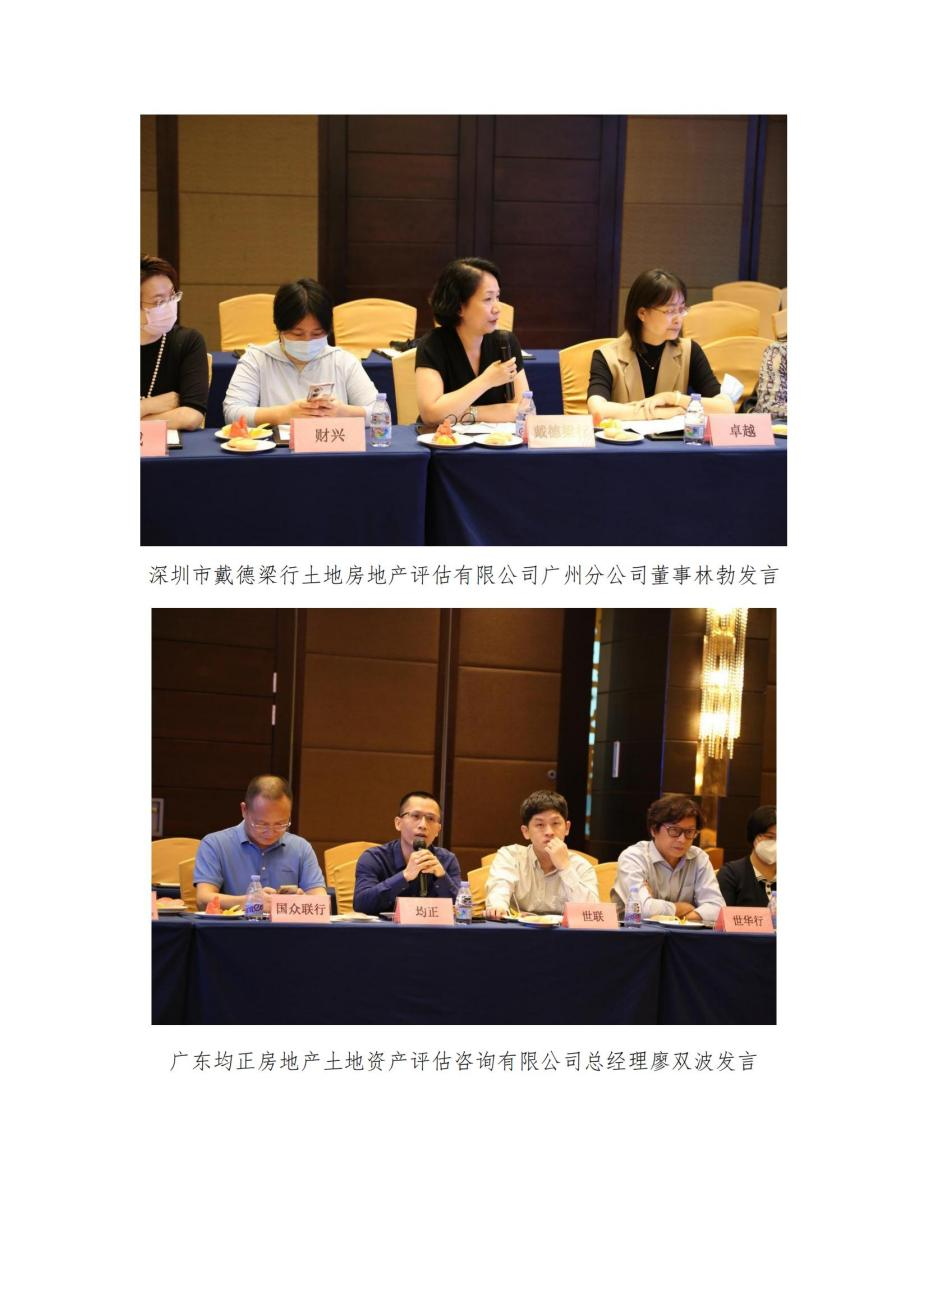 财兴
戴德梁行
卓越
深圳市戴德梁行土地房地产评估有限公司广州分公司董事林勃发言
国众联行
均正
世联
世华行
广东均正房地产土地资产评估咨询有限公司总经理廖双波发言